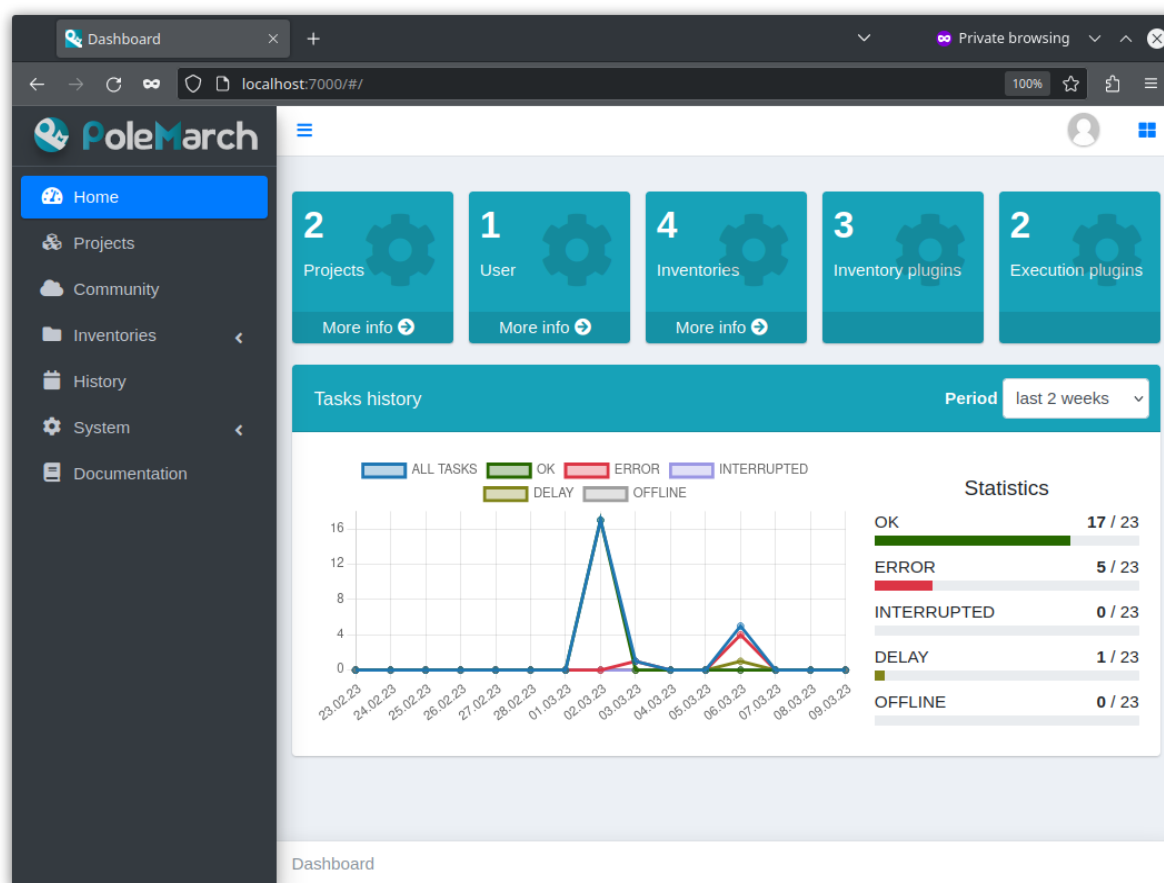 Dashboard
Private browsing
localhost:7000/#/
100%
PoleMarch
Home
Projects
Community
Inventories
History
System
Documentation
2
Projects
More info
1
User
More info
4
Inventories
More info
3
Inventory plugins
2
Execution plugins
Tasks history
Period last 2 weeks
ALL TASKS OK ERROR INTERRUPTED
DELAY OFFLINE
16
12
8
4
0
23.02.23 24.02.23 25.02.23 26.02.23 27.02.23 28.02.23 01.03.23 02.03.23 03.03.23 04.03.23 05.03.23 06.03.23 07.03.23 08.03.23 09.03.23
Statistics
OK 17 / 23
ERROR 5 / 23
INTERRUPTED 0 / 23
DELAY 1 / 23
OFFLINE 0 / 23
Dashboard